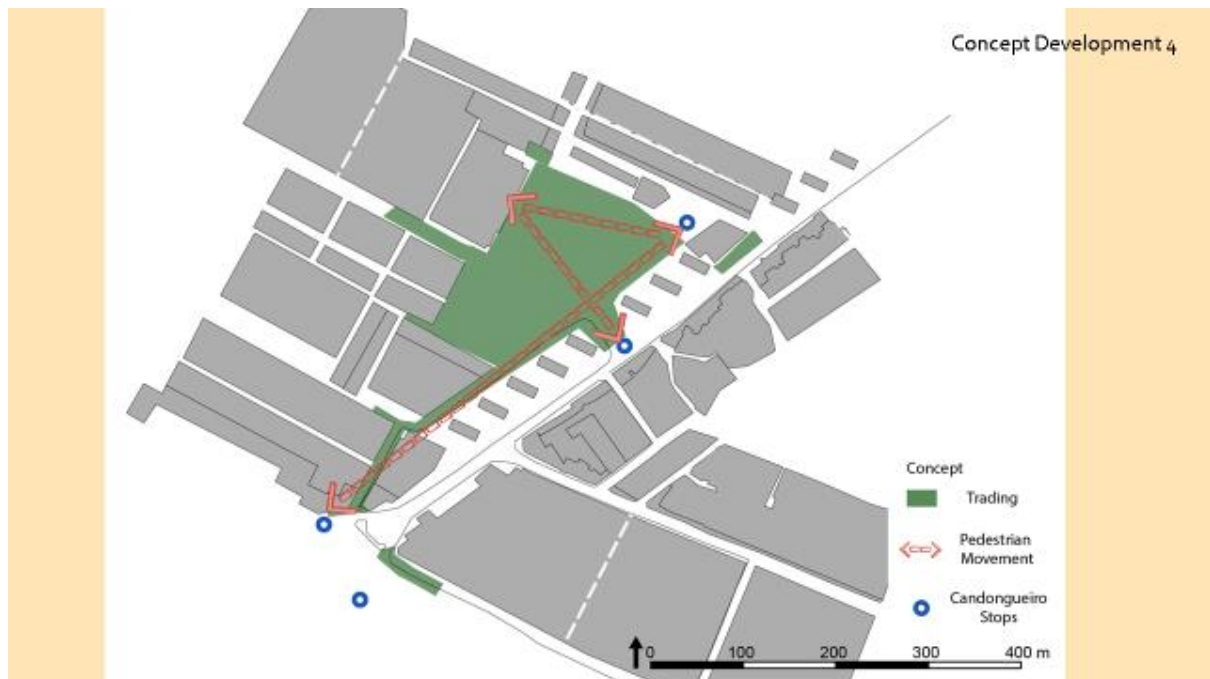 Concept Development 4
Concept
Trading
Pedestrian
Movement
Candongueiro
Stops
0 100 200 300 400 m